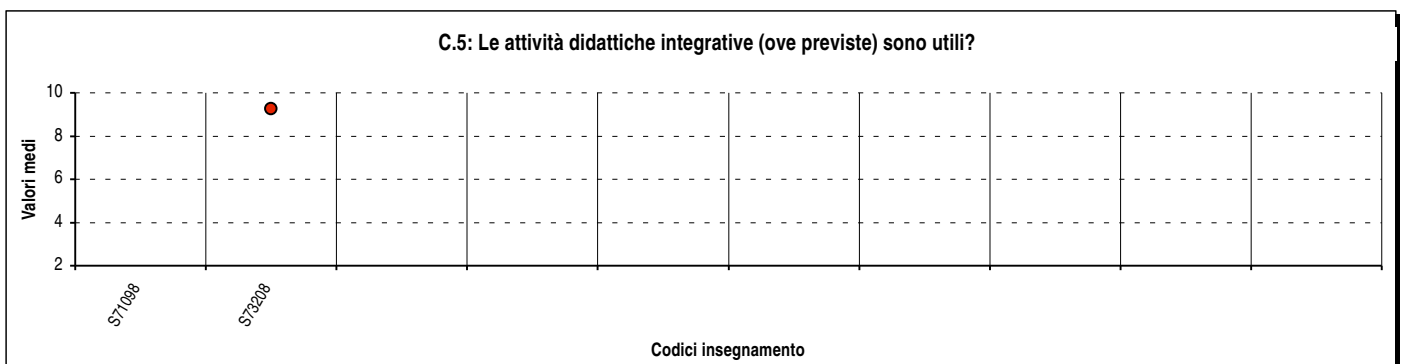 C.5: Le attività didattiche integrative (ove previste) sono utili?
10
8
6
4
2
Valori medi
S71098
S73208
Codici insegnamento